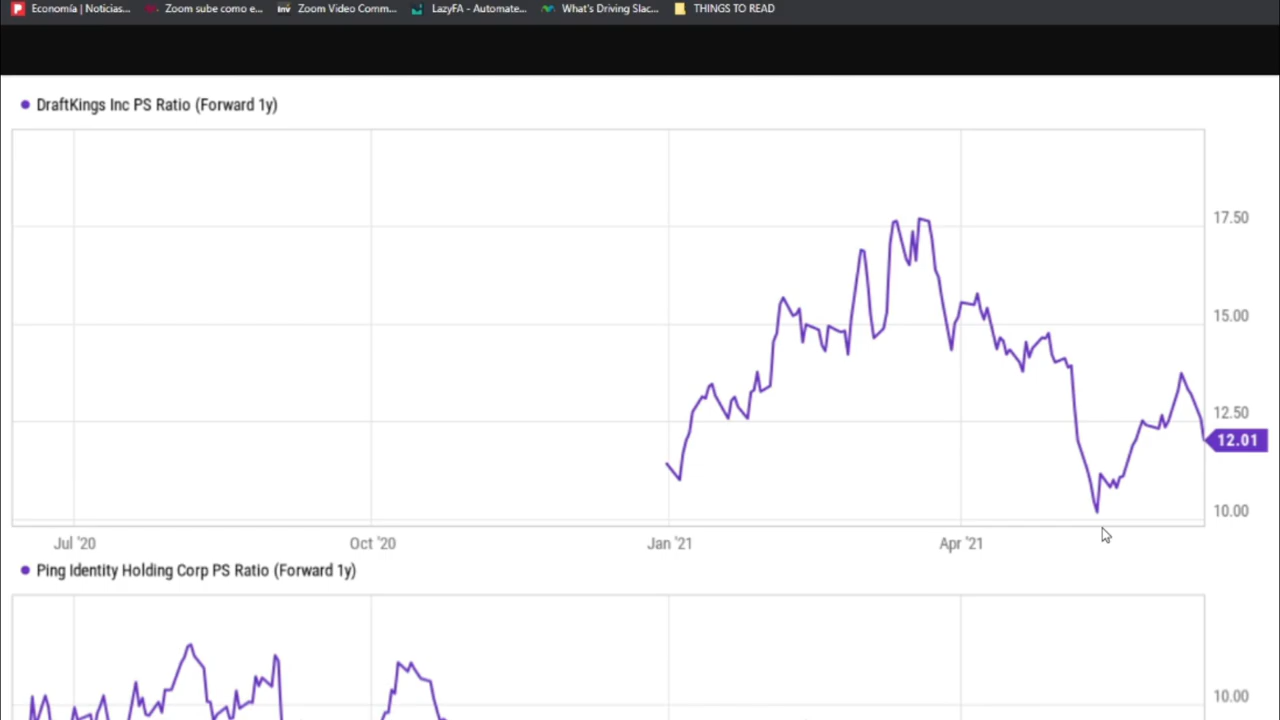 Economía | Noticias... Zoom sube como e... Zoom Video Comm... LazyFA - Automate... What's Driving Slac... THINGS TO READ
DraftKings Inc PS Ratio (Forward 1y)
17.50
15.00
12.50
12.01
10.00
Jul '20 Oct '20 Jan '21 Apr '21
Ping Identity Holding Corp PS Ratio (Forward 1y)
10.00